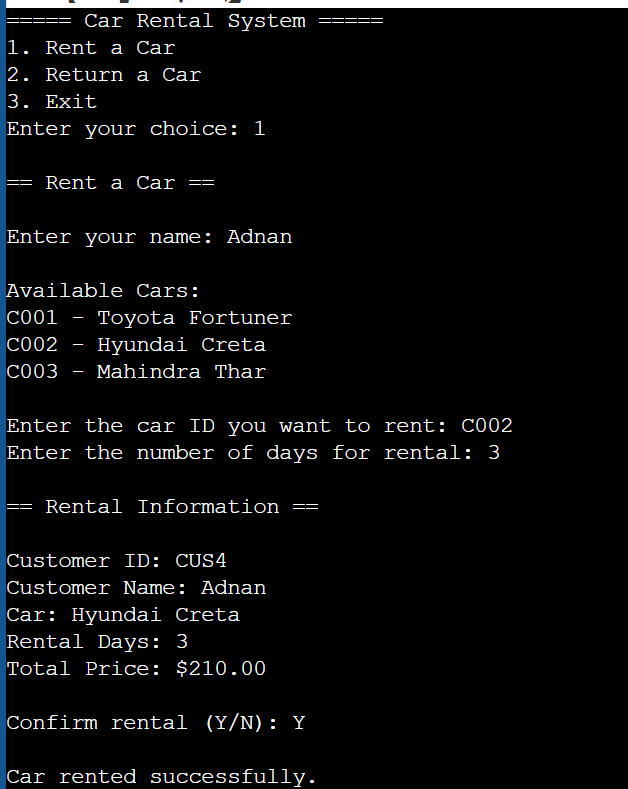 ===== Car Rental System =====
1. Rent a Car
2. Return a Car
3. Exit
Enter your choice: 1
== Rent a Car ==
Enter your name: Adnan
Available Cars:
C001 - Toyota Fortuner
C002 - Hyundai Creta
C003 - Mahindra Thar
Enter the car ID you want to rent: C002
Enter the number of days for rental: 3
== Rental Information ==
Customer ID: CUS4
Customer Name: Adnan
Car: Hyundai Creta
Rental Days: 3
Total Price: $210.00
Confirm rental (Y/N): Y
Car rented successfully.